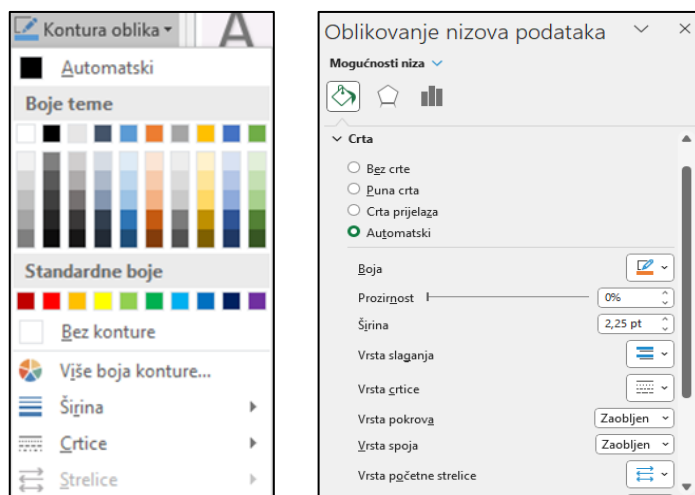 Kontura oblika
A
Automatski
Boje teme
Standardne boje
Bez konture
Više boja konture...
Širina
Crtice
Strelice
Oblikovanje nizova podataka
Mogućnosti niza
Crta
Bez crte
Puna crta
Crta prijelaza
Automatski
Boja
Prozirnost 0%
Širina 2,25 pt
Vrsta slaganja
Vrsta crtice
Vrsta pokrova Zaobljen
Vrsta spoja Zaobljen
Vrsta početne strelice